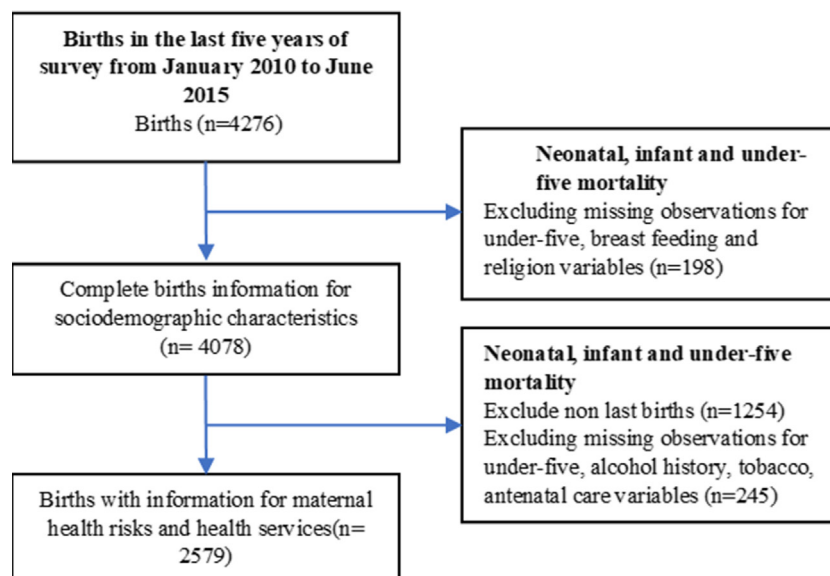 Births in the last five years of
survey from January 2010 to June
2015
Births (n=4276)
Neonatal, infant and under-
five mortality
Excluding missing observations for
under-five, breast feeding and
religion variables (n=198)
Complete births information for
sociodemographic characteristics
(n= 4078)
Neonatal, infant and under-five
mortality
Exclude non last births (n=1254)
Excluding missing observations for
under-five, alcohol history, tobacco,
antenatal care variables (n=245)
Births with information for maternal
health risks and health services(n=
2579)